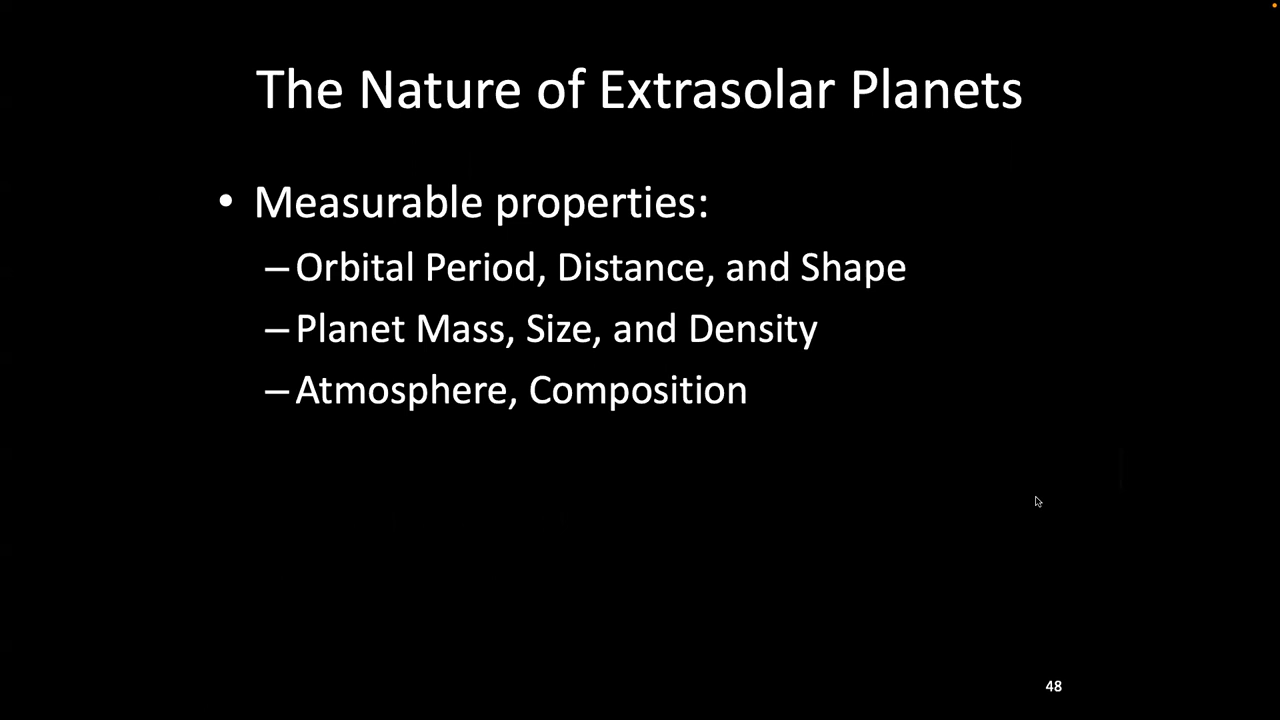 The Nature of Extrasolar Planets
• Measurable properties:
– Orbital Period, Distance, and Shape
– Planet Mass, Size, and Density
– Atmosphere, Composition
48